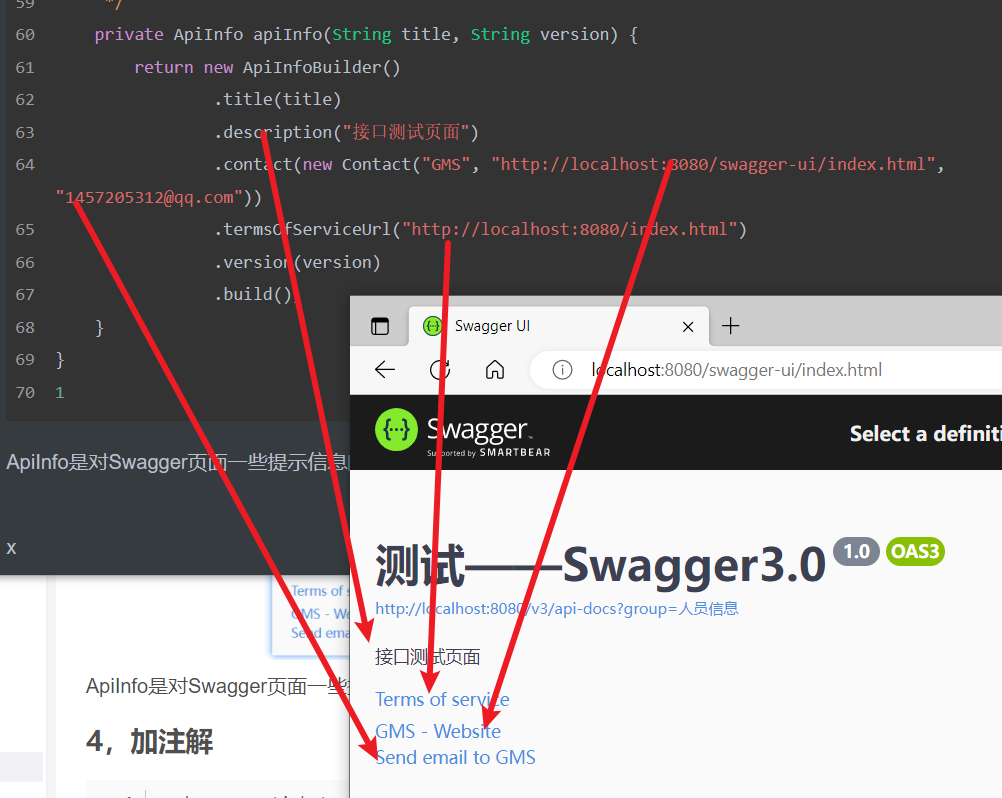 59 */
60 private ApiInfo apiInfo(String title, String version) {
61 return new ApiInfoBuilder()
62 .title(title)
63 .description("接口测试页面")
64 .contact(new Contact("GMS", "http://localhost:8080/swagger-ui/index.html",
"1457205312@qq.com"))
65 .termsOfServiceUrl("http://localhost:8080/index.html")
66 .version(version)
67 .build()
68 }
69 }
70 1
ApiInfo是对Swagger页面一些提示信息
x
Swagger UI
localhost:8080/swagger-ui/index.html
Swagger™
Supported by SMARTBEAR
Select a definiti
测试——Swagger3.0 1.0 OAS3
http://localhost:8080/v3/api-docs?group=人员信息
接口测试页面
Terms of service
GMS - Website
Send email to GMS
Terms of s
GMS - We
Send ema
ApiInfo是对Swagger页面一些
4，加注解